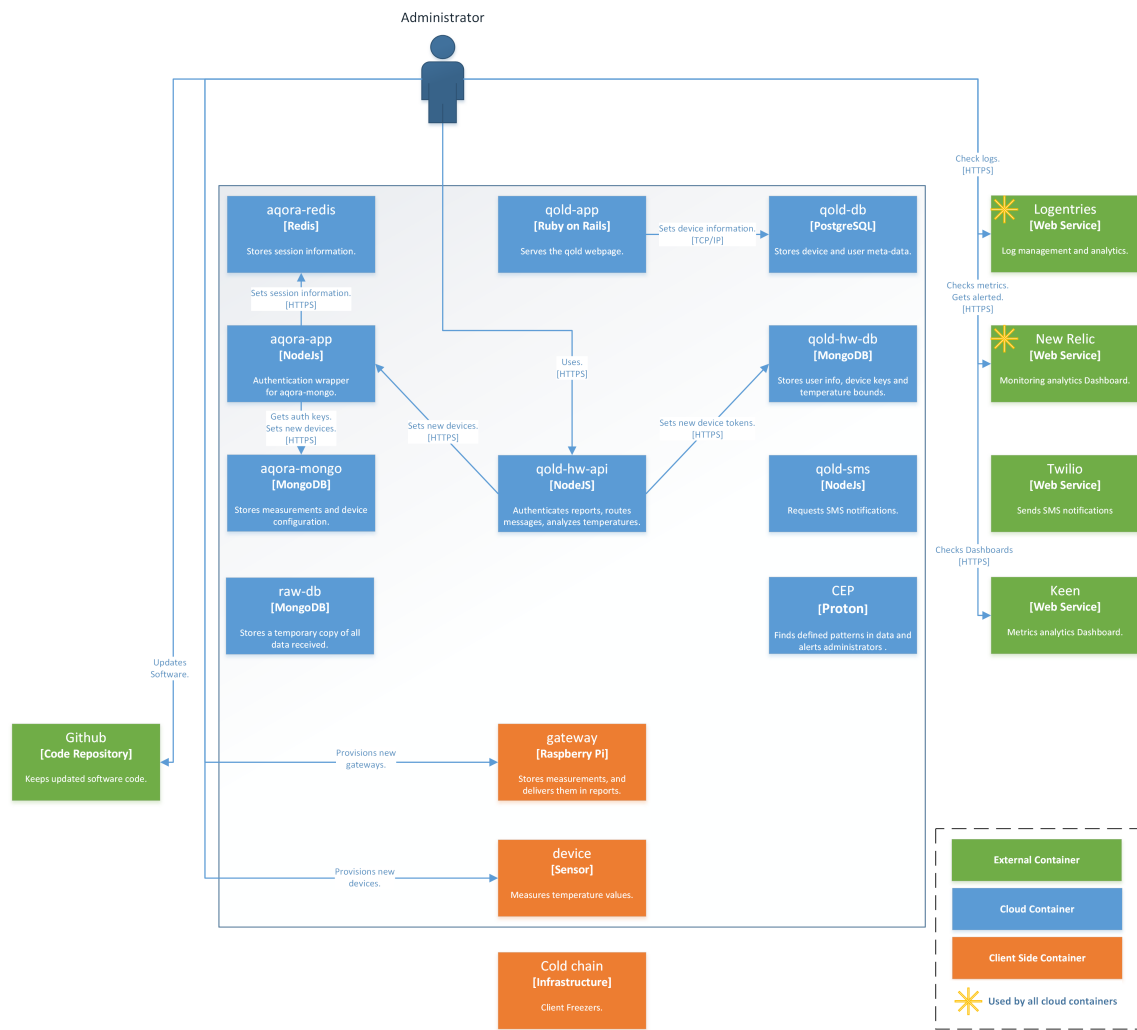 Administrator
Check logs.
[HTTPS]
aqora-redis
[Redis]
Stores session information.
qold-app
[Ruby on Rails]
Serves the qold webpage.
Sets device information.
[TCP/IP]
qold-db
[PostgreSQL]
Stores device and user meta-data.
Logentries
[Web Service]
Log management and analytics.
Sets session information.
[HTTPS]
Checks metrics.
Gets alerted.
[HTTPS]
aqora-app
[NodeJs]
Authentication wrapper
for aqora-mongo.
Uses.
[HTTPS]
qold-hw-db
[MongoDB]
Stores user info, device keys and
temperature bounds.
New Relic
[Web Service]
Monitoring analytics Dashboard.
Gets auth keys.
Sets new devices.
[HTTPS]
Sets new devices.
[HTTPS]
Sets new device tokens.
[HTTPS]
aqora-mongo
[MongoDB]
Stores measurements and device
configuration.
qold-hw-api
[NodeJS]
Authenticates reports, routes
messages, analyzes temperatures.
qold-sms
[NodeJs]
Requests SMS notifications.
Twilio
[Web Service]
Sends SMS notifications
Checks Dashboards
[HTTPS]
raw-db
[MongoDB]
Stores a temporary copy of all
data received.
CEP
[Proton]
Finds defined patterns in data and
alerts administrators .
Keen
[Web Service]
Metrics analytics Dashboard.
Updates
Software.
Github
[Code Repository]
Keeps updated software code.
Provisions new
gateways.
gateway
[Raspberry Pi]
Stores measurements, and
delivers them in reports.
Provisions new
devices.
device
[Sensor]
Measures temperature values.
Cold chain
[Infrastructure]
Client Freezers.
External Container
Cloud Container
Client Side Container
Used by all cloud containers